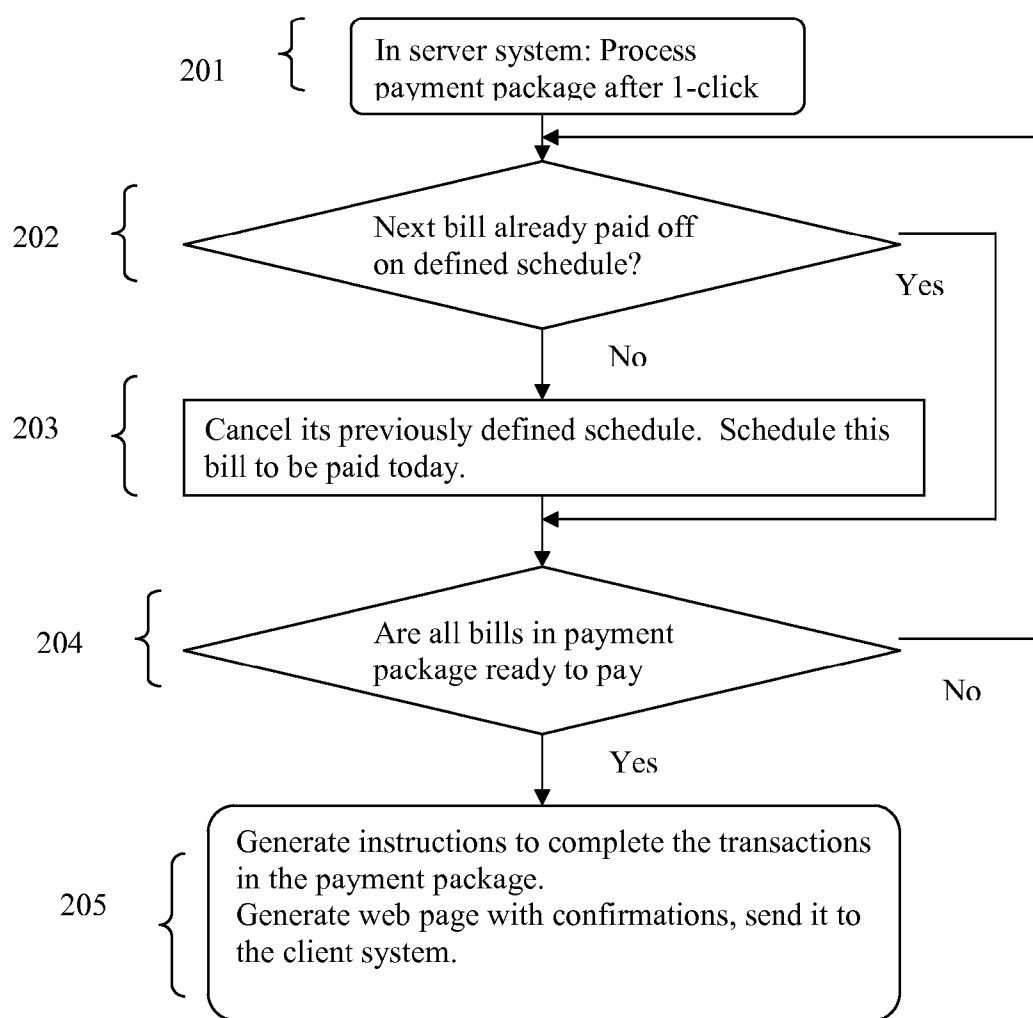 201
In server system: Process
payment package after 1-click
202
Next bill already paid off
on defined schedule?
Yes
No
203
Cancel its previously defined schedule.  Schedule this
bill to be paid today.
204
Are all bills in payment
package ready to pay
No
Yes
205
Generate instructions to complete the transactions
in the payment package.
Generate web page with confirmations, send it to
the client system.